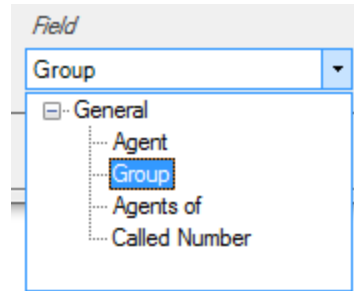 Field
Group
General
Agent
Group
Agents of
Called Number